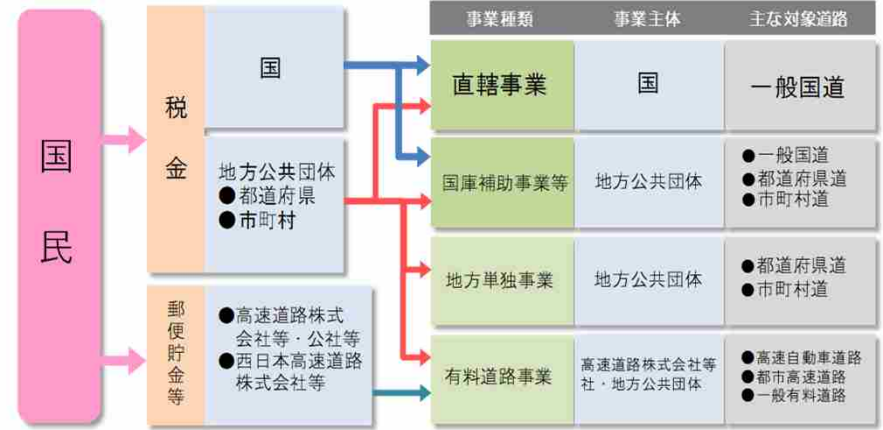 事業種類
事業主体
主な対象道路
国民
税金
国
地方公共団体
●都道府県
●市町村
郵便貯金等
●高速道路株式
会社等・公社等
●西日本高速道路
株式会社等
直轄事業
国
一般国道
国庫補助事業等
地方公共団体
●一般国道
●都道府県道
●市町村道
地方単独事業
地方公共団体
●都道府県道
●市町村道
有料道路事業
高速道路株式会社等
社・地方公共団体
●高速自動車道路
●都市高速道路
●一般有料道路